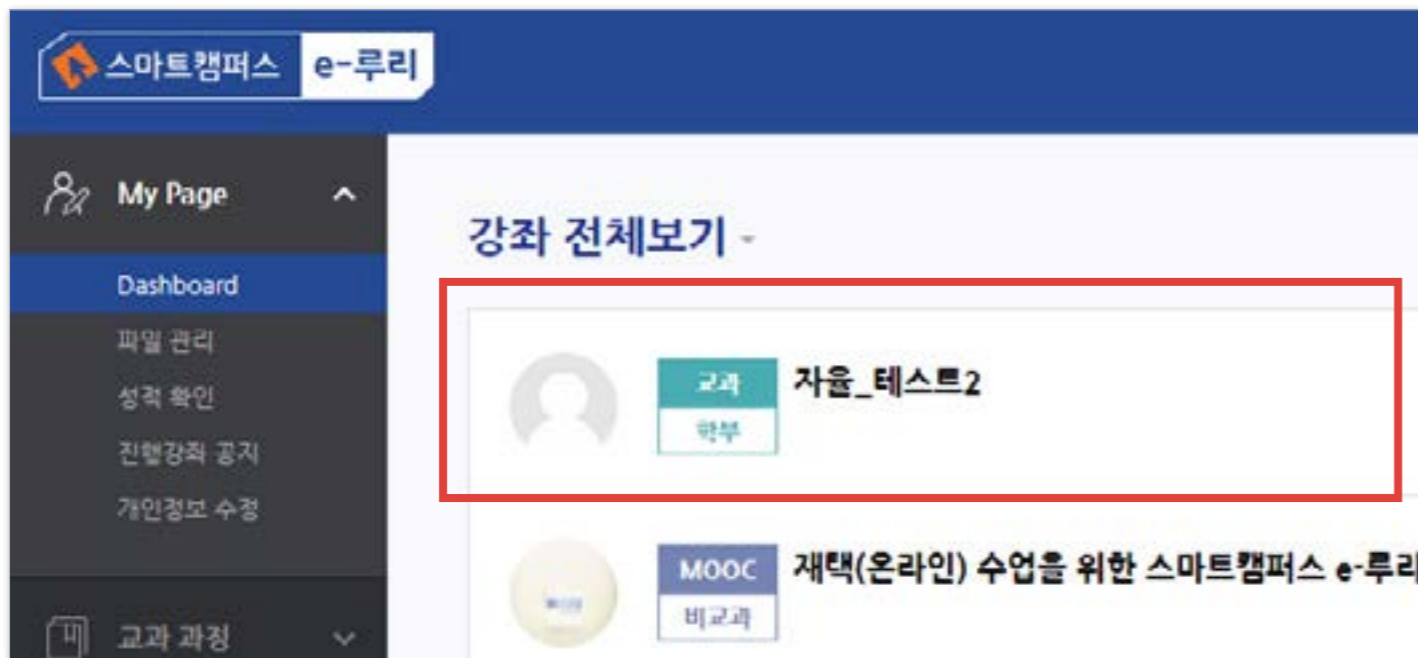 스마트캠퍼스 e-루리
My Page
Dashboard
파일 관리
성적 확인
진행강좌 공지
개인정보 수정
교과 과정
강좌 전체보기
교과
학부
자율_테스트2
MOOC
비교과
재택(온라인) 수업을 위한 스마트캠퍼스 e-루리